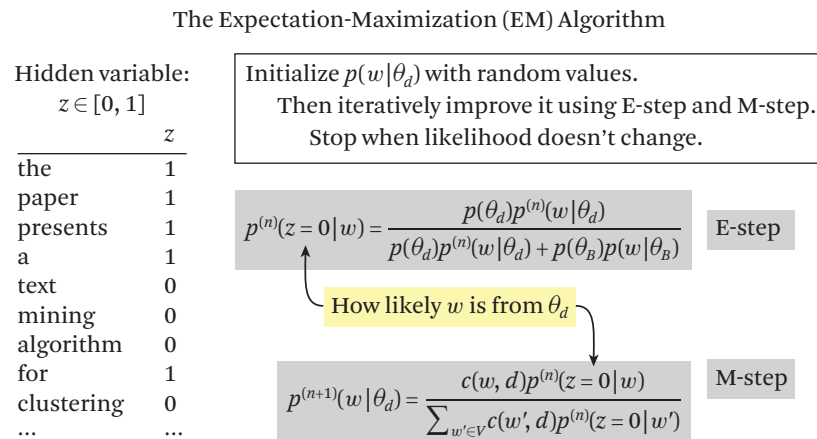 The Expectation-Maximization (EM) Algorithm
Hidden variable:
z ∈ [0, 1]
z
the 1
paper 1
presents 1
a 1
text 0
mining 0
algorithm 0
for 1
clustering 0
... ...
Initialize p(w|θ_d) with random values.
Then iteratively improve it using E-step and M-step.
Stop when likelihood doesn't change.
p^(n)(z = 0|w) = p(θ_d)p^(n)(w|θ_d) / p(θ_d)p^(n)(w|θ_d) + p(θ_B)p(w|θ_B)
E-step
How likely w is from θ_d
p^(n+1)(w|θ_d) = c(w, d)p^(n)(z = 0|w) / ∑_w′∈V c(w′, d)p^(n)(z = 0|w′)
M-step